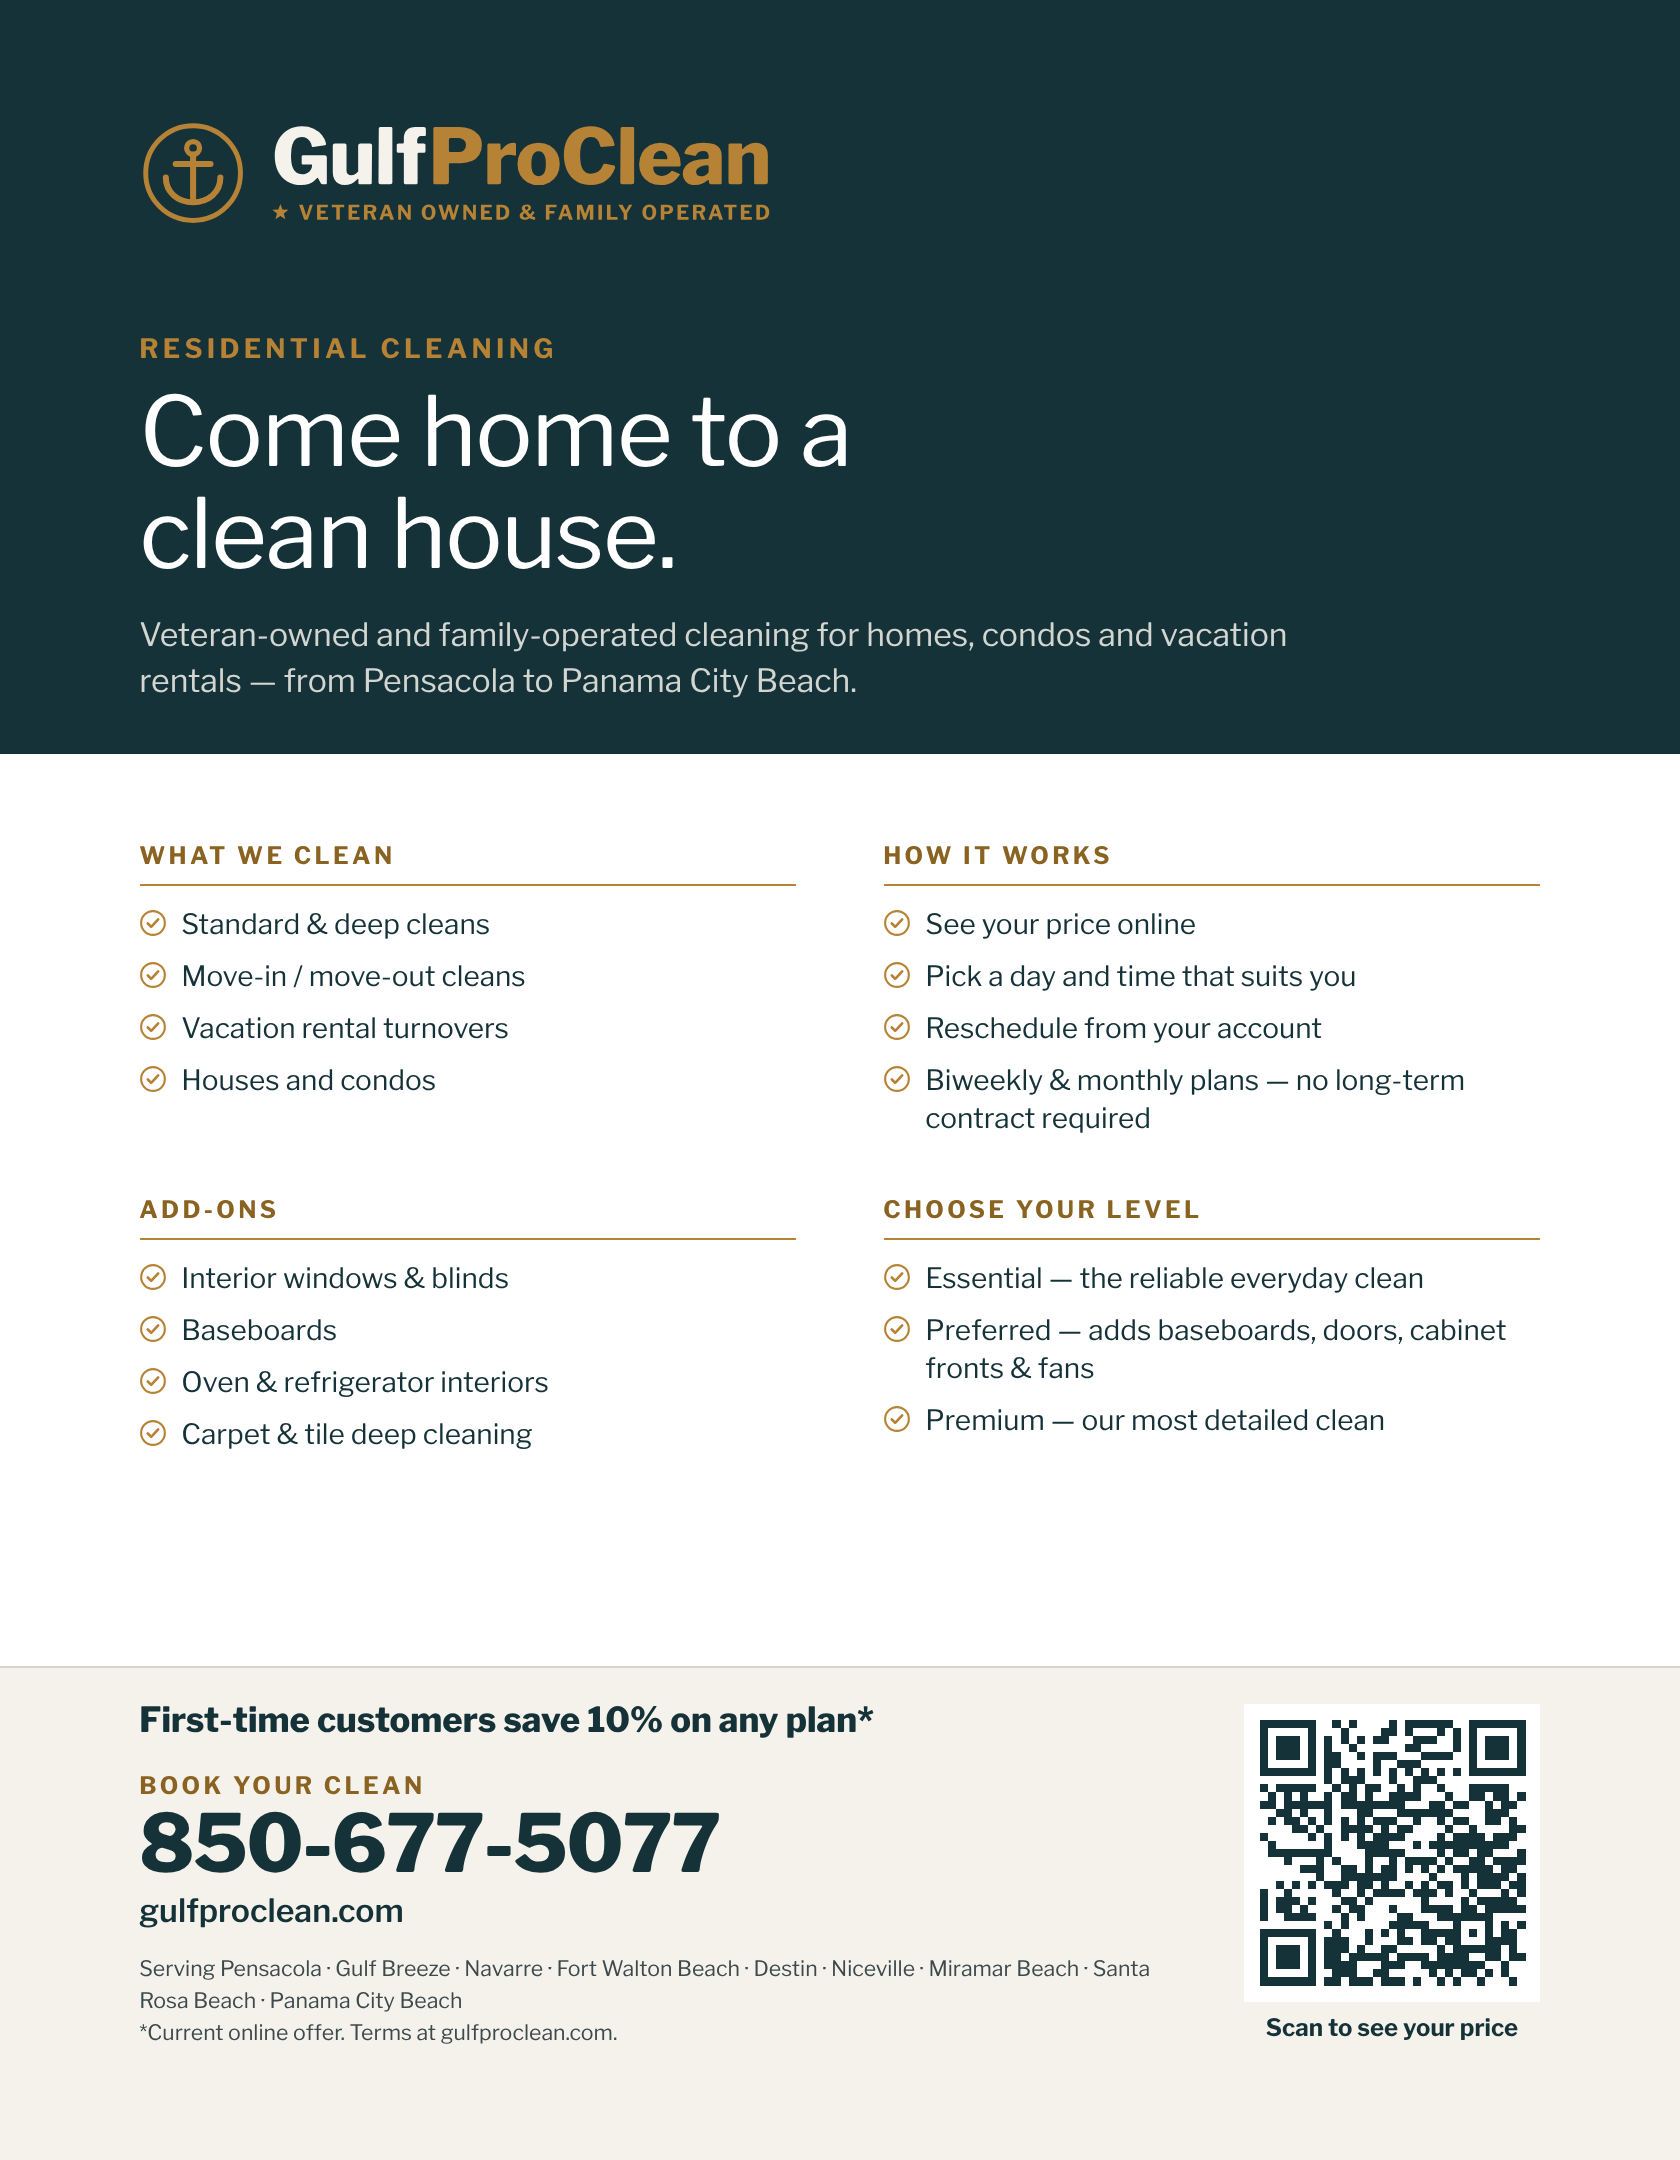 GulfProClean
★ VETERAN OWNED & FAMILY OPERATED
RESIDENTIAL CLEANING
Come home to a
clean house.
Veteran-owned and family-operated cleaning for homes, condos and vacation
rentals — from Pensacola to Panama City Beach.
WHAT WE CLEAN
Standard & deep cleans
Move-in / move-out cleans
Vacation rental turnovers
Houses and condos
HOW IT WORKS
See your price online
Pick a day and time that suits you
Reschedule from your account
Biweekly & monthly plans — no long-term
contract required
ADD-ONS
Interior windows & blinds
Baseboards
Oven & refrigerator interiors
Carpet & tile deep cleaning
CHOOSE YOUR LEVEL
Essential — the reliable everyday clean
Preferred — adds baseboards, doors, cabinet
fronts & fans
Premium — our most detailed clean
First-time customers save 10% on any plan*
BOOK YOUR CLEAN
850-677-5077
gulfproclean.com
Serving Pensacola · Gulf Breeze · Navarre · Fort Walton Beach · Destin · Niceville · Miramar Beach · Santa
Rosa Beach · Panama City Beach
*Current online offer. Terms at gulfproclean.com.
Scan to see your price